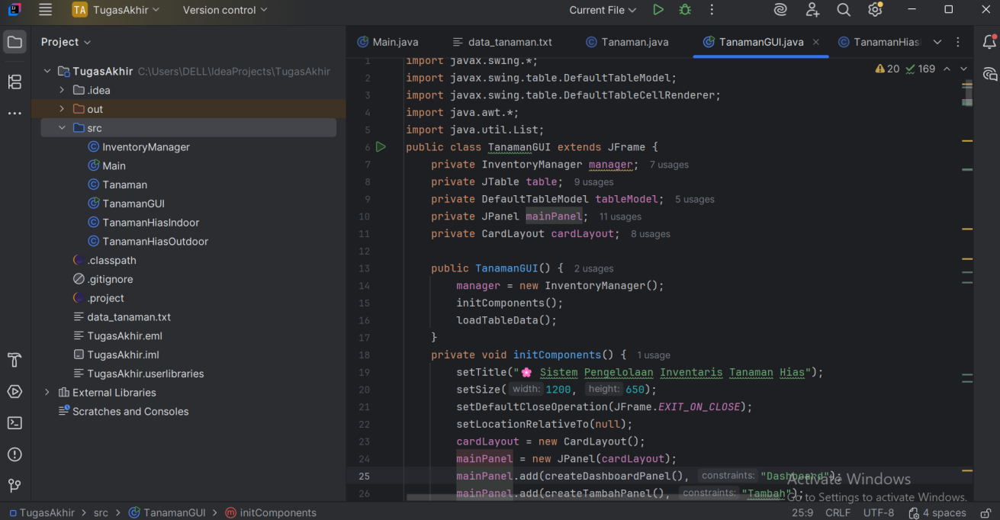 TA TugasAkhir Version control Current File
Project
Main.java data_tanaman.txt Tanaman.java TanamanGUI.java TanamanHias
TugasAkhir C:\Users\DELL\IdeaProjects\TugasAkhir
.idea
out
src
InventoryManager
Main
Tanaman
TanamanGUI
TanamanHiasIndoor
TanamanHiasOutdoor
.classpath
.gitignore
.project
data_tanaman.txt
TugasAkhir.eml
TugasAkhir.iml
TugasAkhir.userlibraries
External Libraries
Scratches and Consoles
20 169
1 import javax.swing.*;
2 import javax.swing.table.DefaultTableModel;
3 import javax.swing.table.DefaultTableCellRenderer;
4 import java.awt.*;
5 import java.util.List;
6 public class TanamanGUI extends JFrame {
7 private InventoryManager manager; 7 usages
8 private JTable table; 9 usages
9 private DefaultTableModel tableModel; 5 usages
10 private JPanel mainPanel; 11 usages
11 private CardLayout cardLayout; 8 usages
12
13 public TanamanGUI() { 2 usages
14 manager = new InventoryManager();
15 initComponents();
16 loadTableData();
17 }
18 private void initComponents() { 1 usage
19 setTitle("🌸 Sistem Pengelolaan Inventaris Tanaman Hias");
20 setSize( width: 1200, height: 650);
21 setDefaultCloseOperation(JFrame.EXIT_ON_CLOSE);
22 setLocationRelativeTo(null);
23 cardLayout = new CardLayout();
24 mainPanel = new JPanel(cardLayout);
25 mainPanel.add(createDashboardPanel(), constraints: "Dashboard");
26 mainPanel.add(createTambahPanel(), constraints: "Tambah");
Activate Windows
Go to Settings to activate Windows.
TugasAkhir > src > TanamanGUI > initComponents 25:9 CRLF UTF-8 4 spaces